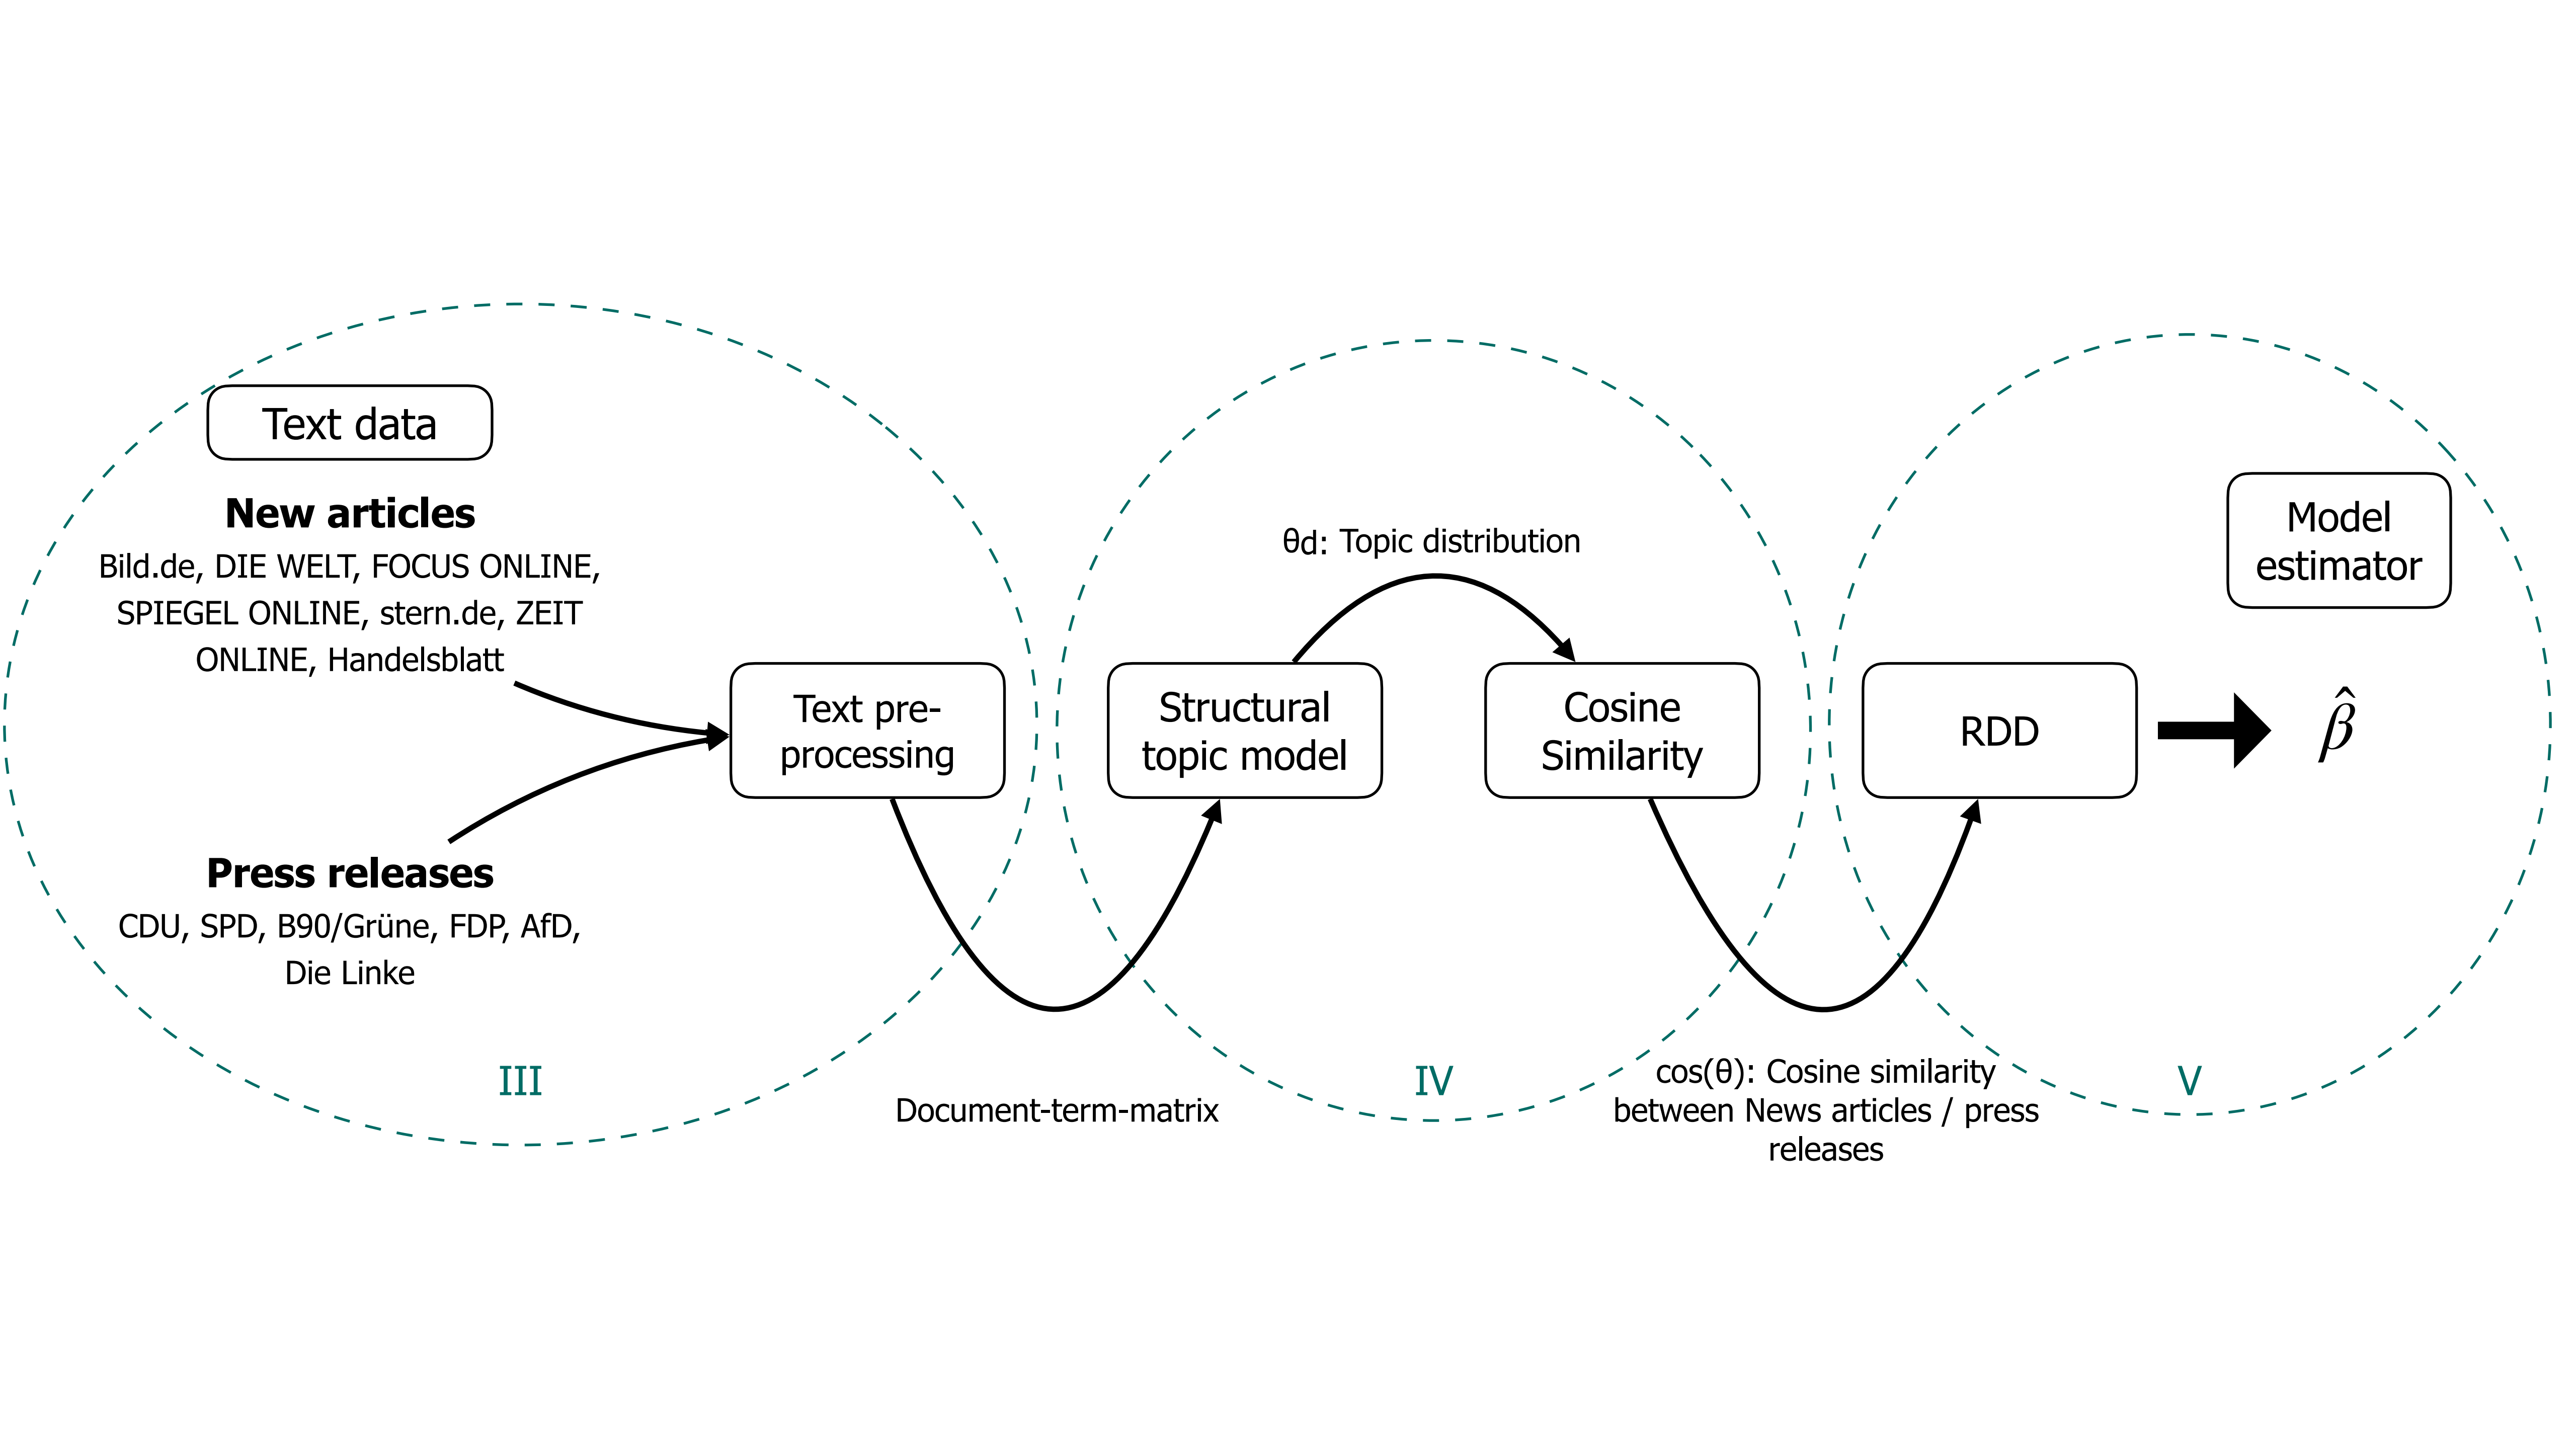 Text data
New articles
Bild.de, DIE WELT, FOCUS ONLINE,
SPIEGEL ONLINE, stern.de, ZEIT
ONLINE, Handelsblatt
Press releases
CDU, SPD, B90/Grüne, FDP, AfD,
Die Linke
III
Text pre-
processing
Document-term-matrix
Structural
topic model
θd: Topic distribution
Cosine
Similarity
IV
cos(θ): Cosine similarity
between News articles / press
releases
RDD
Model
estimator
β̂
V